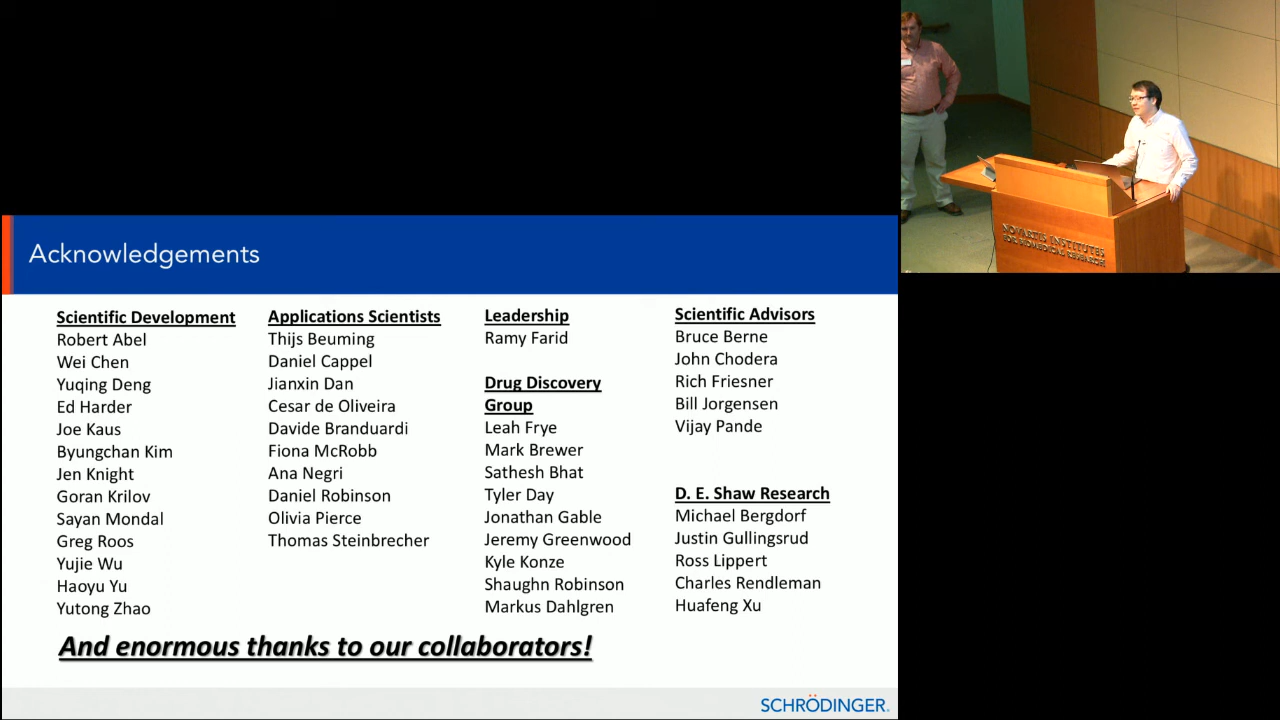 Acknowledgements
Scientific Development
Robert Abel
Wei Chen
Yuqing Deng
Ed Harder
Joe Kaus
Byungchan Kim
Jen Knight
Goran Krilov
Sayan Mondal
Greg Roos
Yujie Wu
Haoyu Yu
Yutong Zhao
Applications Scientists
Thijs Beuming
Daniel Cappel
Jianxin Dan
Cesar de Oliveira
Davide Branduardi
Fiona McRobb
Ana Negri
Daniel Robinson
Olivia Pierce
Thomas Steinbrecher
Leadership
Ramy Farid
Drug Discovery
Group
Leah Frye
Mark Brewer
Sathesh Bhat
Tyler Day
Jonathan Gable
Jeremy Greenwood
Kyle Konze
Shaughn Robinson
Markus Dahlgren
Scientific Advisors
Bruce Berne
John Chodera
Rich Friesner
Bill Jorgensen
Vijay Pande
D. E. Shaw Research
Michael Bergdorf
Justin Gullingsrud
Ross Lippert
Charles Rendleman
Huafeng Xu
And enormous thanks to our collaborators!
SCHRÖDINGER.
NOVARTIS INSTITUTES
FOR BIOMEDICAL RESEARCH